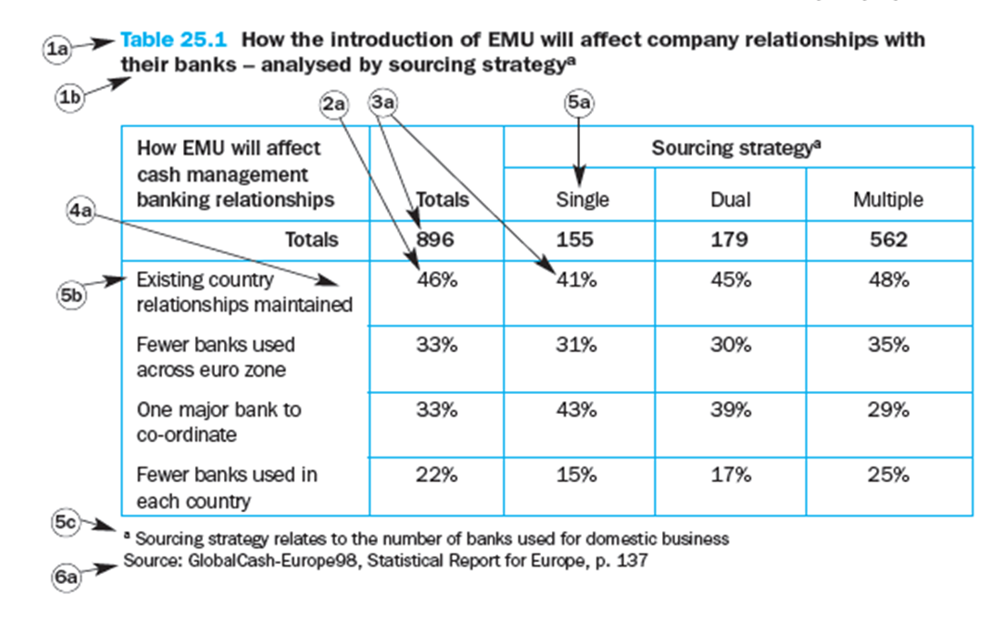 1a Table 25.1 How the introduction of EMU will affect company relationships with
their banks – analysed by sourcing strategyª
1b
2a 3a 5a
How EMU will affect
cash management
banking relationships
Totals
Sourcing strategyª
Single Dual Multiple
4a
Totals 896 155 179 562
5b Existing country
relationships maintained
46% 41% 45% 48%
Fewer banks used
across euro zone
33% 31% 30% 35%
One major bank to
co-ordinate
33% 43% 39% 29%
Fewer banks used in
each country
22% 15% 17% 25%
5c ª Sourcing strategy relates to the number of banks used for domestic business
6a Source: GlobalCash-Europe98, Statistical Report for Europe, p. 137